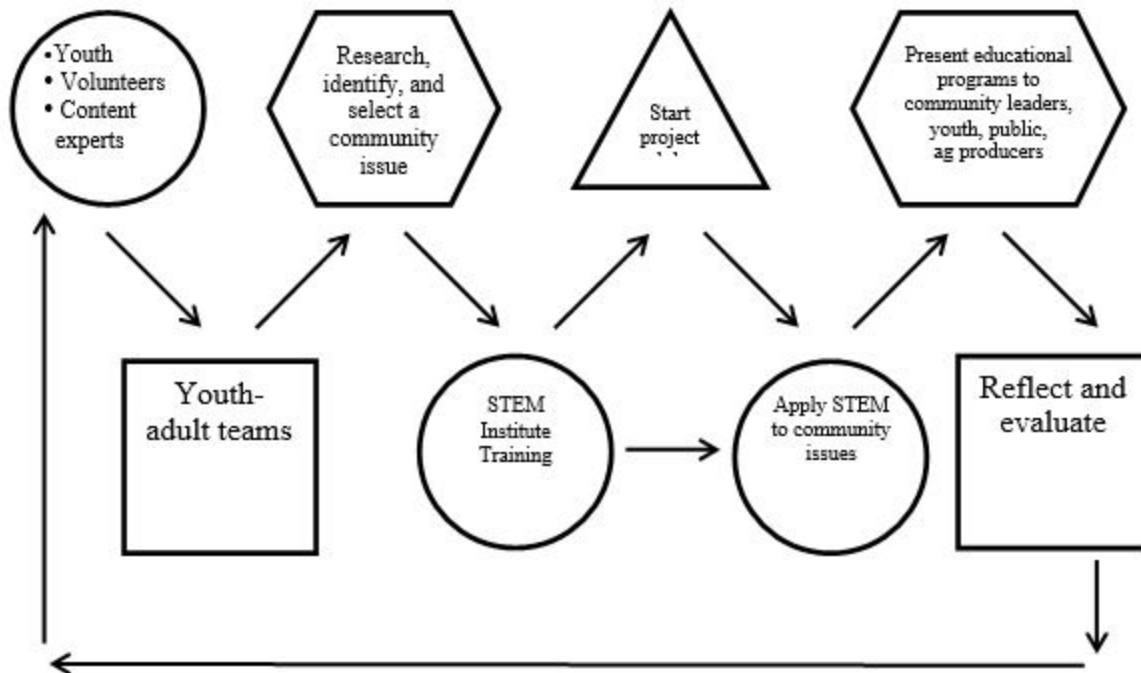 •Youth
• Volunteers
• Content
experts
Research,
identify, and
select a
community
issue
Start
project
Present educational
programs to
community leaders,
youth, public,
ag producers
Youth-
adult teams
STEM
Institute
Training
Apply STEM
to community
issues
Reflect and
evaluate